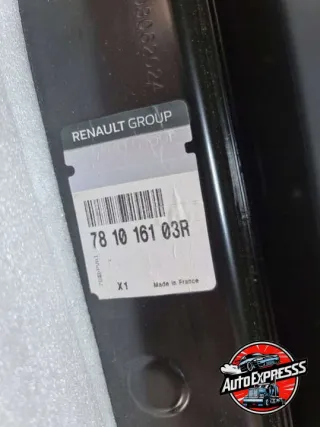 RENAULT GROUP
78 10 161 03R
X1
Made in France
AUTOEXPRESSS